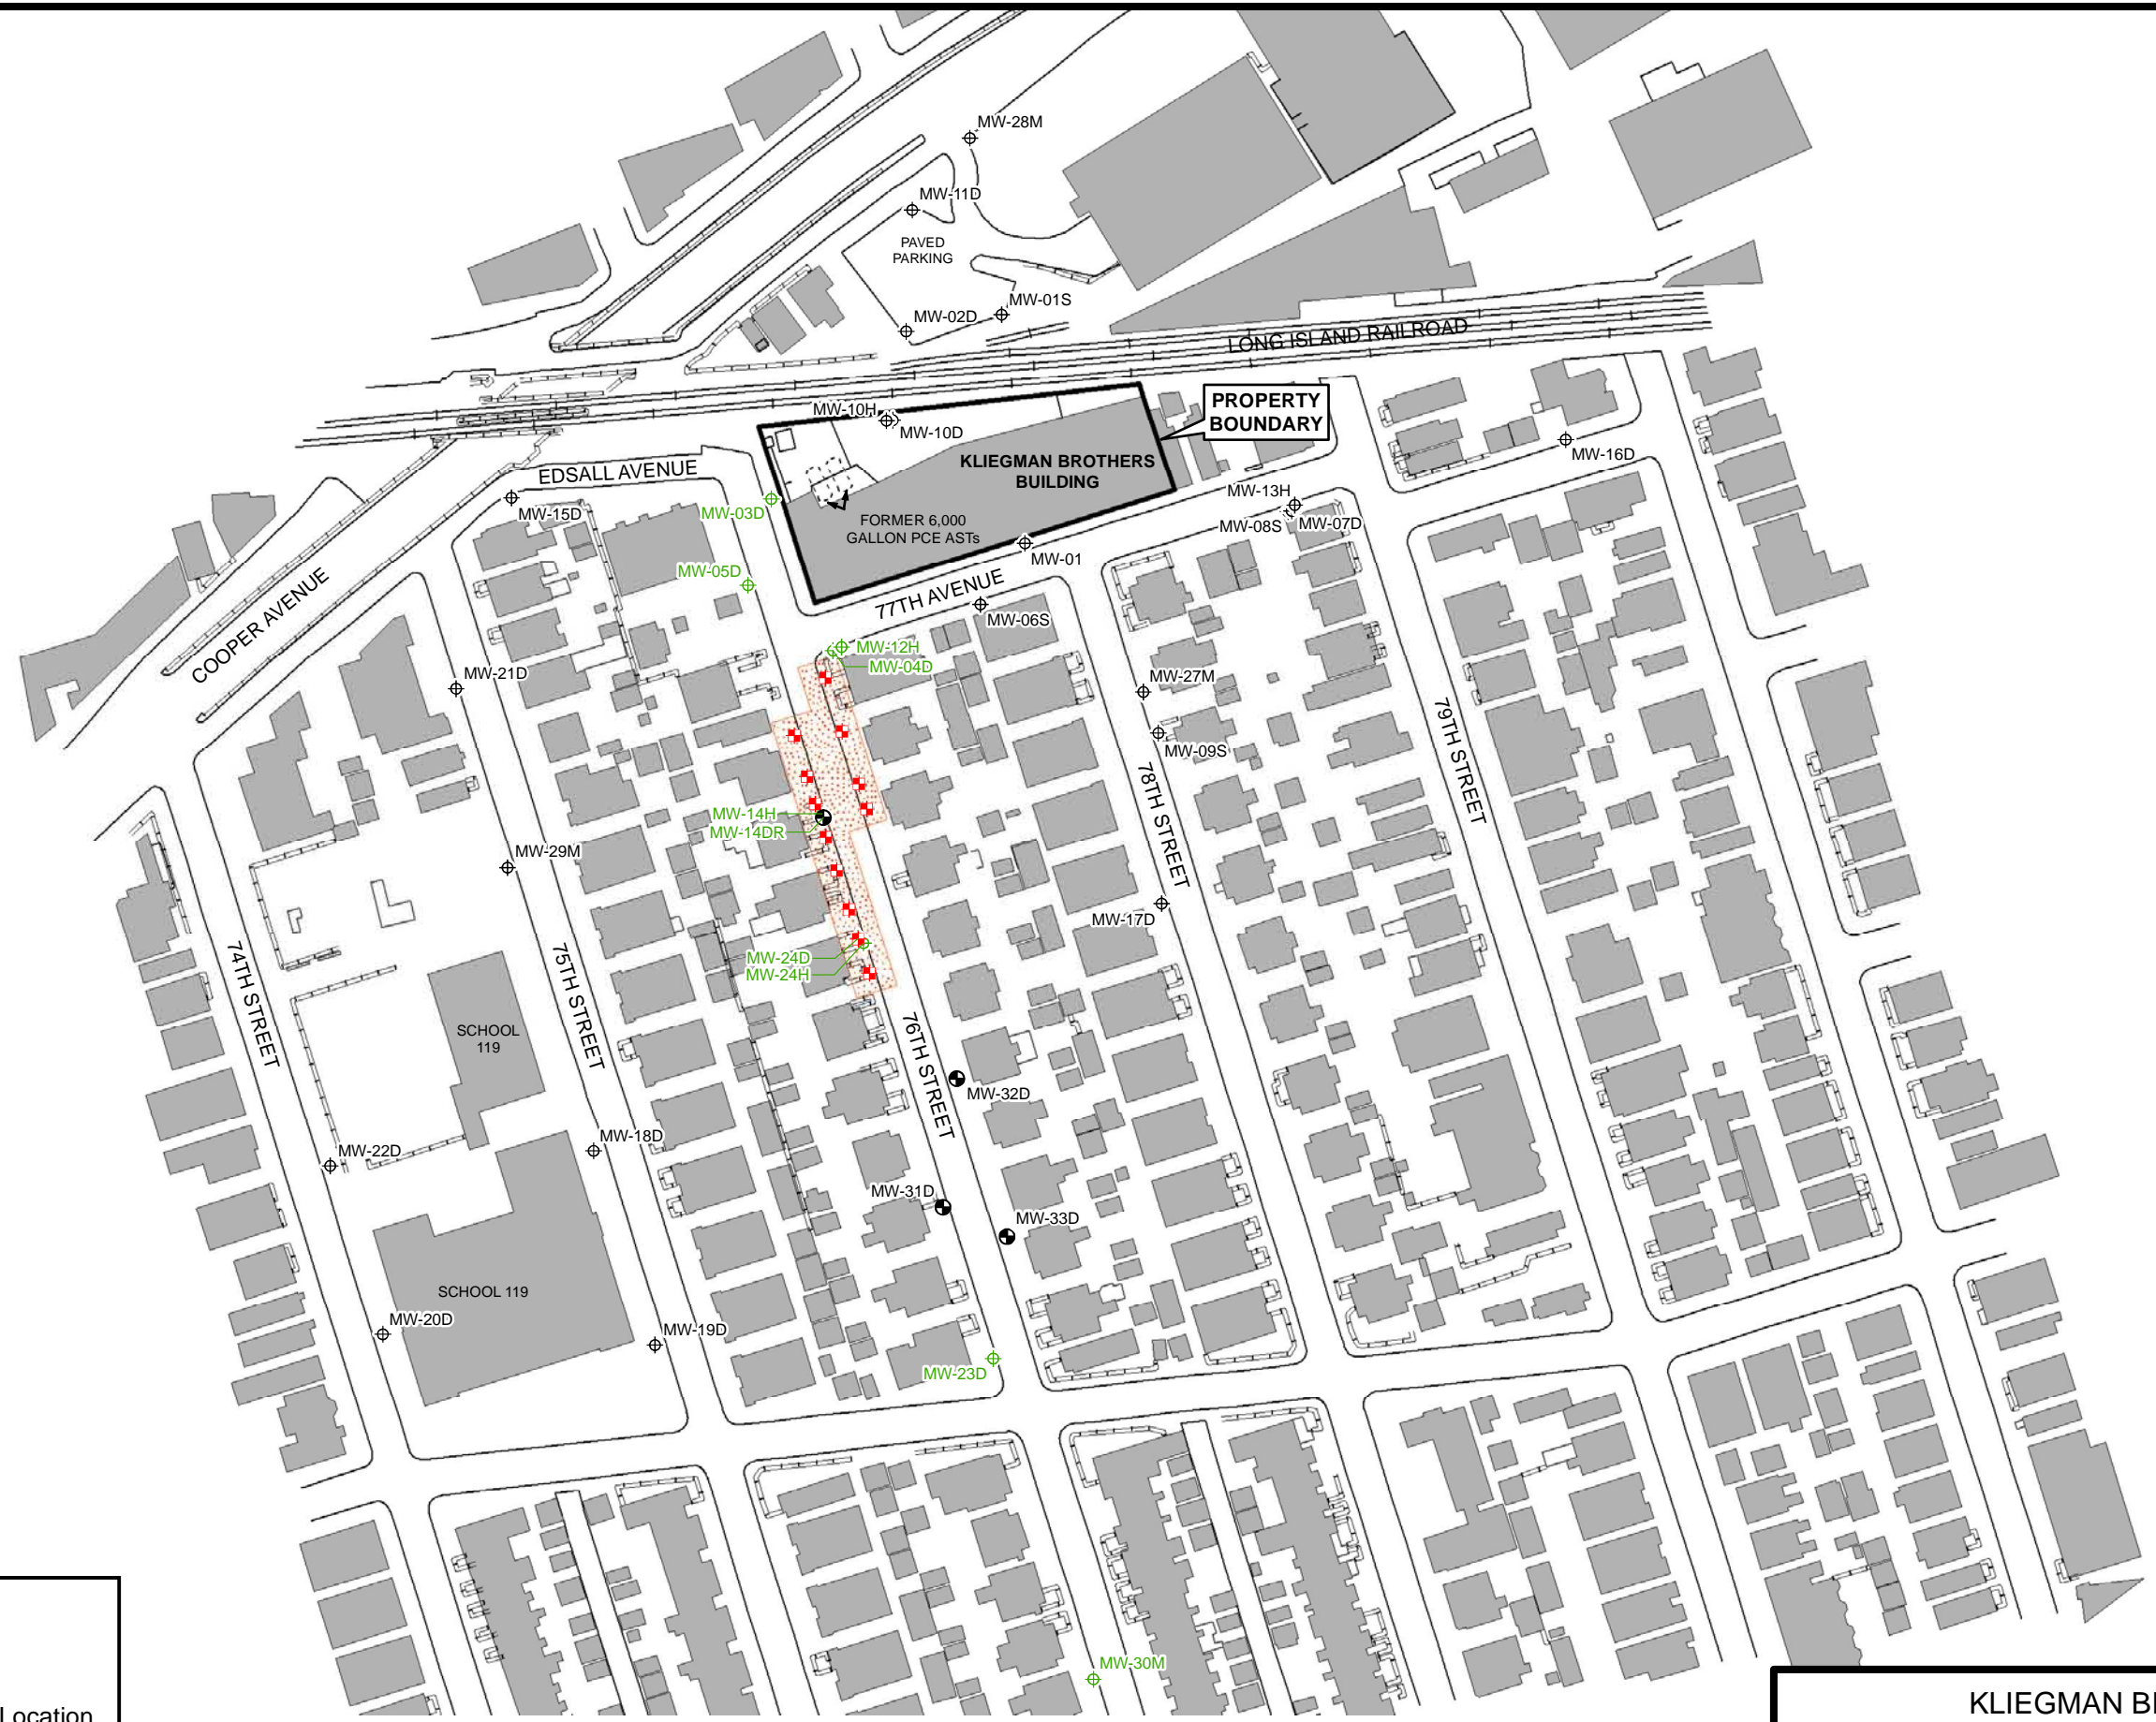 MW-28M
MW-11D
PAVED
PARKING
MW-01S
MW-02D
LONG ISLAND RAILROAD
PROPERTY
BOUNDARY
MW-10H
MW-10D
MW-16D
KLIEGMAN BROTHERS
BUILDING
EDSALL AVENUE
MW-15D
MW-03D
MW-13H
MW-08S
MW-07D
FORMER 6,000
GALLON PCE ASTs
MW-01
MW-05D
COOPER AVENUE
77TH AVENUE
MW-06S
MW-12H
MW-04D
MW-21D
MW-27M
MW-09S
79TH STREET
78TH STREET
MW-14H
MW-14DR
MW-29M
MW-17D
MW-24D
MW-24H
74TH STREET
75TH STREET
SCHOOL
119
76TH STREET
MW-32D
MW-18D
MW-22D
MW-31D
MW-33D
SCHOOL 119
MW-20D
MW-19D
MW-23D
MW-30M
Location
KLIEGMAN B